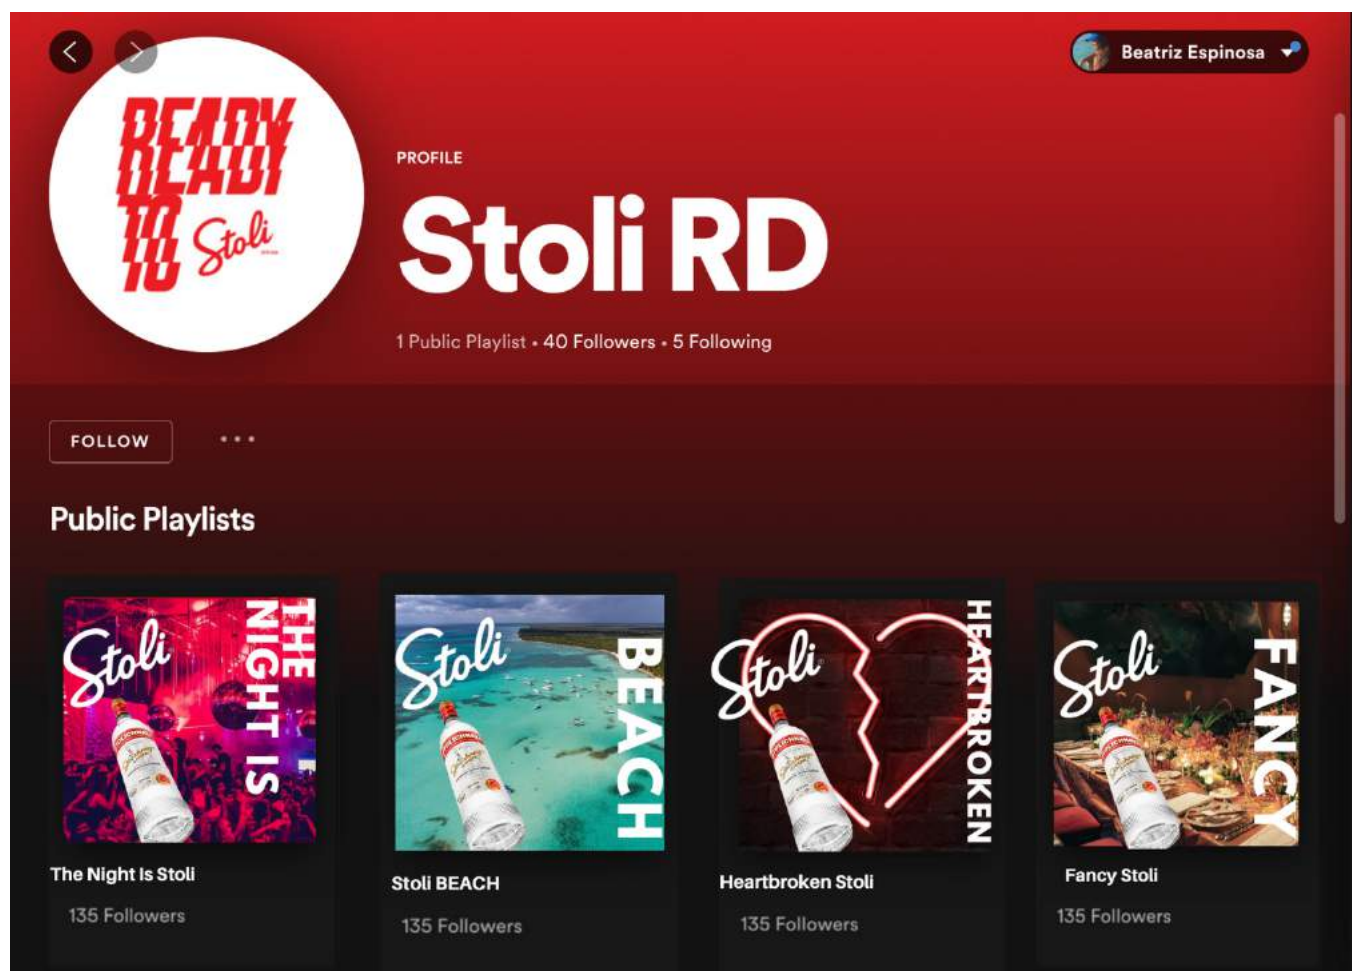 Beatriz Espinosa
READY
TO Stoli
PROFILE
Stoli RD
1 Public Playlist • 40 Followers • 5 Following
FOLLOW
Public Playlists
Stoli
THE
NIGHT IS
Stoli
BEACH
Stoli
HEARTBROKEN
Stoli
FANCY
The Night Is Stoli
Stoli BEACH
Heartbroken Stoli
Fancy Stoli
135 Followers
135 Followers
135 Followers
135 Followers